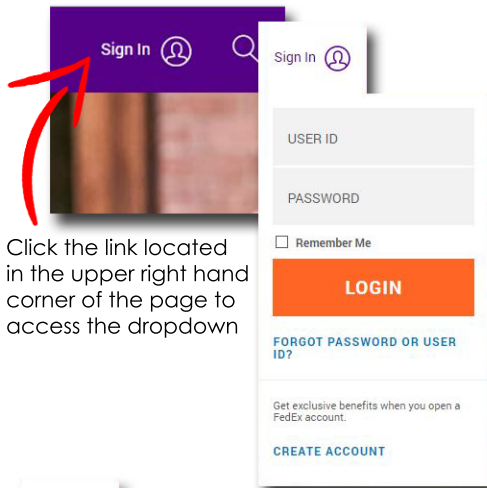 Sign In
Sign In
USER ID
PASSWORD
Remember Me
LOGIN
FORGOT PASSWORD OR USER
ID?
Get exclusive benefits when you open a
FedEx account.
CREATE ACCOUNT
Click the link located
in the upper right hand
corner of the page to
access the dropdown